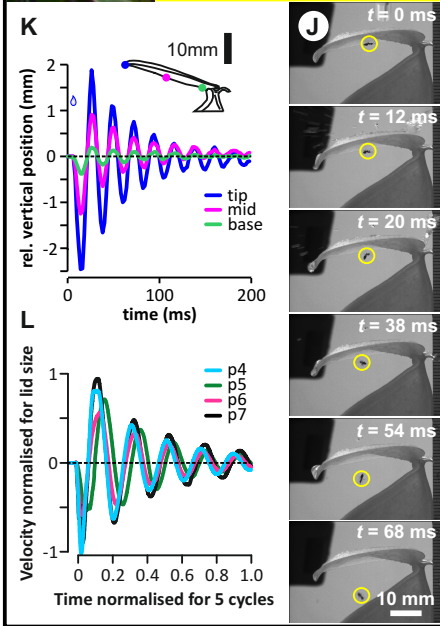 K
10mm
rel. vertical position (mm)
2
1
0
-1
-2
tip
mid
base
0
100
200
time (ms)
L
Velocity normalised for lid size
1
0
-1
p4
p5
p6
p7
0
0.2
0.4
0.6
0.8
1.0
Time normalised for 5 cycles
J
t = 0 ms
t = 12 ms
t = 20 ms
t = 38 ms
t = 54 ms
t = 68 ms
10 mm